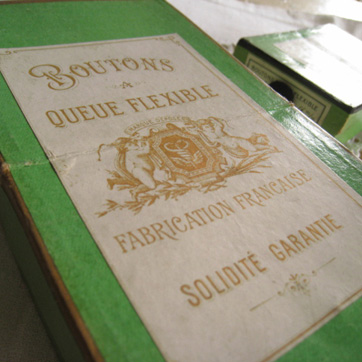 BOUTONS
A
QUEUE FLEXIBLE
FABRICATION FRANÇAISE
SOLIDITÉ GARANTIE